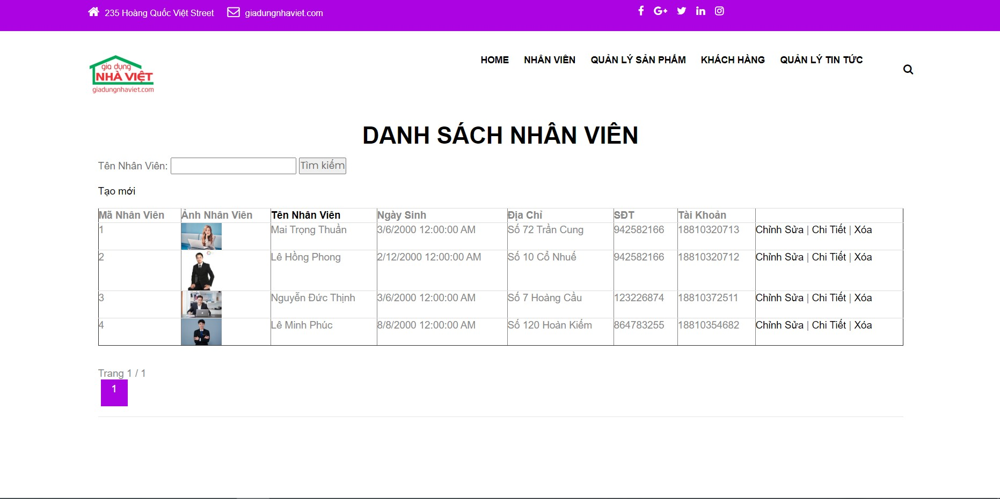 235 Hoàng Quốc Việt Street giadungnhaviet.com
gia dụng
NHÀ VIỆT
giadungnhaviet.com
HOME NHÂN VIÊN QUẢN LÝ SẢN PHẨM KHÁCH HÀNG QUẢN LÝ TIN TỨC
DANH SÁCH NHÂN VIÊN
Tên Nhân Viên: Tìm kiếm
Tạo mới
Mã Nhân Viên Ảnh Nhân Viên Tên Nhân Viên Ngày Sinh Địa Chỉ SĐT Tài Khoản
1 Mai Trọng Thuần 3/6/2000 12:00:00 AM Số 72 Trần Cung 942582166 18810320713 Chỉnh Sửa | Chi Tiết | Xóa
2 Lê Hồng Phong 2/12/2000 12:00:00 AM Số 10 Cổ Nhuế 942582166 18810320712 Chỉnh Sửa | Chi Tiết | Xóa
3 Nguyễn Đức Thịnh 3/6/2000 12:00:00 AM Số 7 Hoàng Cầu 123226874 18810372511 Chỉnh Sửa | Chi Tiết | Xóa
4 Lê Minh Phúc 8/8/2000 12:00:00 AM Số 120 Hoàn Kiếm 864783255 18810354682 Chỉnh Sửa | Chi Tiết | Xóa
Trang 1 / 1
1